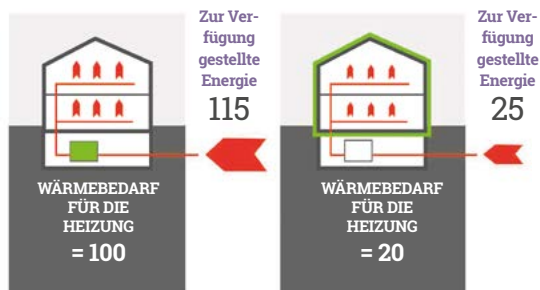 Zur Ver-
fügung
gestellte
Energie
115
WÄRMEBEDARF
FÜR DIE
HEIZUNG
= 100
Zur Ver-
fügung
gestellte
Energie
25
WÄRMEBEDARF
FÜR DIE
HEIZUNG
= 20